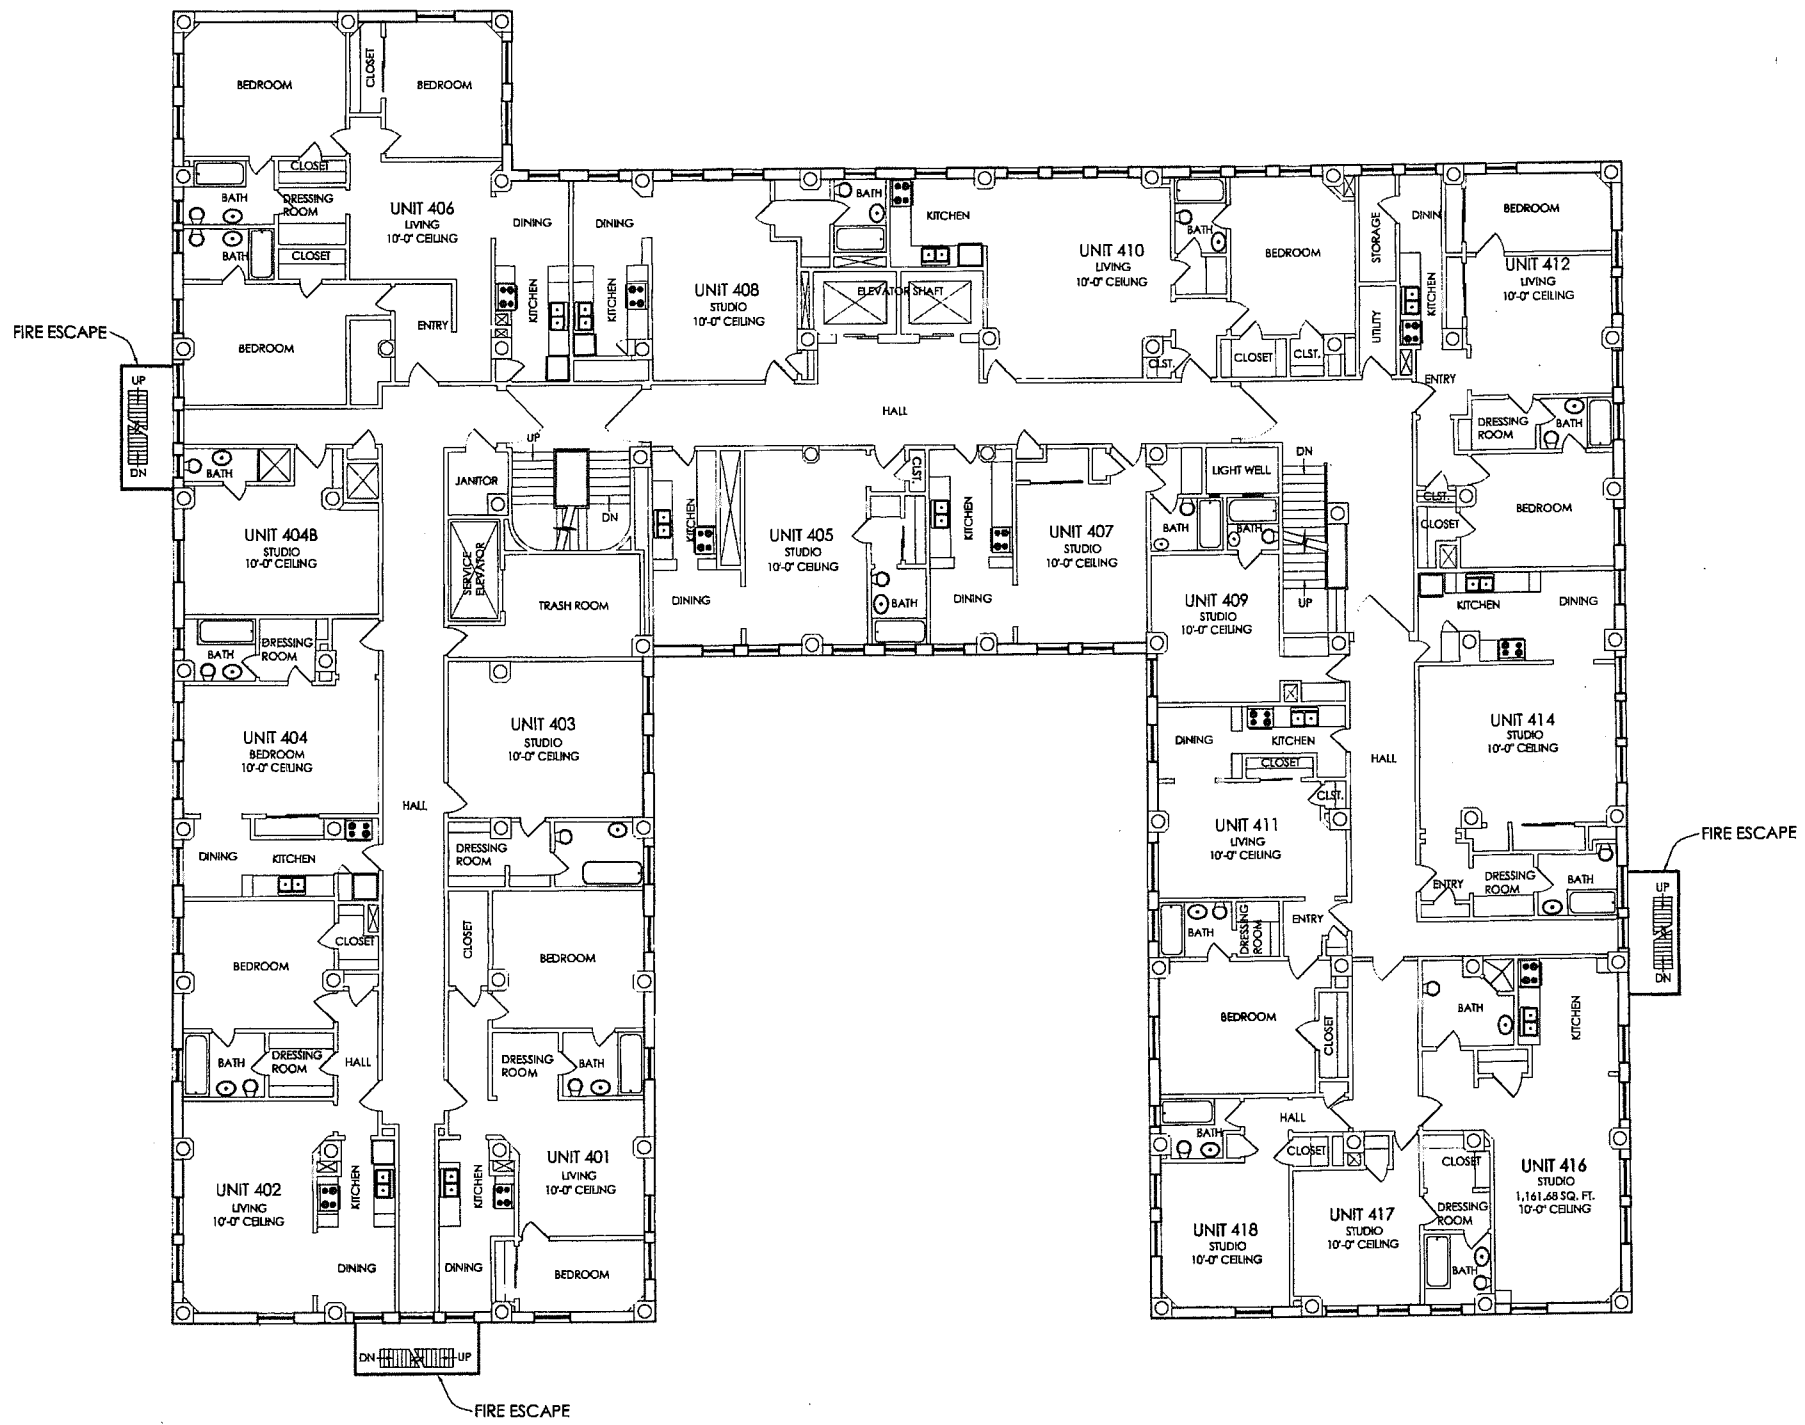 BEDROOM
CLOSET
BEDROOM
CLOSET
BATH
DRESSING
ROOM
UNIT 406
LIVING
10'-0" CEILING
BATH
CLOSET
BEDROOM
ENTRY
DINING
KITCHEN
DINING
KITCHEN
UNIT 408
STUDIO
10'-0" CEILING
BATH
KITCHEN
ELEVATOR SHAFT
UNIT 410
LIVING
10'-0" CEILING
BATH
BEDROOM
CLST.
CLOSET
CLST.
STORAGE
UTILITY
DININ
KITCHEN
BEDROOM
UNIT 412
LIVING
10'-0" CEILING
ENTRY
DRESSING
ROOM
BATH
CLST.
CLOSET
BEDROOM
FIRE ESCAPE
UP
DN
HALL
BATH
UNIT 404B
STUDIO
10'-0" CEILING
JANITOR
UP
DN
SERVICE
ELEVATOR
TRASH ROOM
KITCHEN
DINING
UNIT 405
STUDIO
10'-0" CEILING
CLST.
BATH
KITCHEN
DINING
UNIT 407
STUDIO
10'-0" CEILING
LIGHT WELL
BATH
BATH
DN
UP
UNIT 409
STUDIO
10'-0" CEILING
KITCHEN
DINING
UNIT 414
STUDIO
10'-0" CEILING
ENTRY
DRESSING
ROOM
BATH
BATH
DRESSING
ROOM
UNIT 404
BEDROOM
10'-0" CEILING
DINING
KITCHEN
HALL
UNIT 403
STUDIO
10'-0" CEILING
DRESSING
ROOM
DINING
KITCHEN
CLOSET
CLST.
UNIT 411
LIVING
10'-0" CEILING
HALL
BATH
DRESSING
ROOM
ENTRY
FIRE ESCAPE
UP
DN
BEDROOM
CLOSET
CLOSET
BEDROOM
BATH
DRESSING
ROOM
HALL
DRESSING
ROOM
BATH
BEDROOM
CLOSET
BATH
KITCHEN
HALL
BATH
CLOSET
UNIT 402
LIVING
10'-0" CEILING
KITCHEN
DINING
KITCHEN
DINING
UNIT 401
LIVING
10'-0" CEILING
BEDROOM
UNIT 418
STUDIO
10'-0" CEILING
UNIT 417
STUDIO
10'-0" CEILING
CLOSET
DRESSING
ROOM
BATH
UNIT 416
STUDIO
1,161.68 SQ. FT.
10'-0" CEILING
DN
UP
FIRE ESCAPE